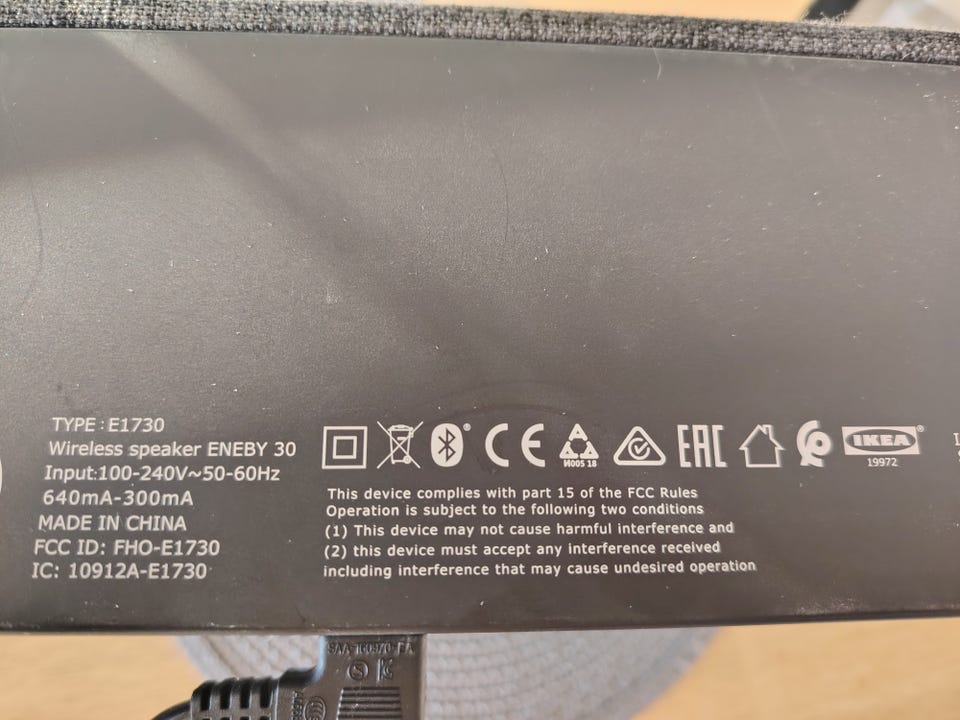 TYPE : E1730
Wireless speaker ENEBY 30
Input:100-240V~50-60Hz
640mA-300mA
MADE IN CHINA
FCC ID: FHO-E1730
IC: 10912A-E1730
CE
И005 18
EAC
IKEA®
19972
This device complies with part 15 of the FCC Rules
Operation is subject to the following two conditions
(1) This device may not cause harmful interference and
(2) this device must accept any interference received
including interference that may cause undesired operation